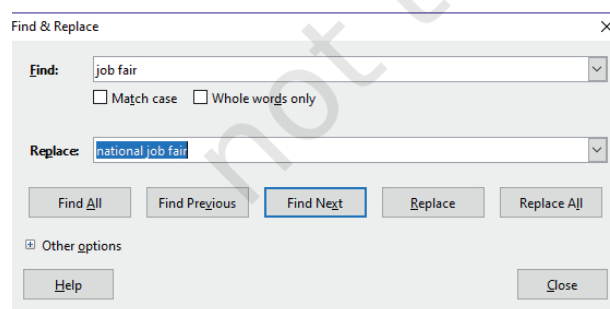 Find & Replace
Find: job fair
Match case Whole words only
Replace: national job fair
Find All Find Previous Find Next Replace Replace All
Other options
Help Close
not t